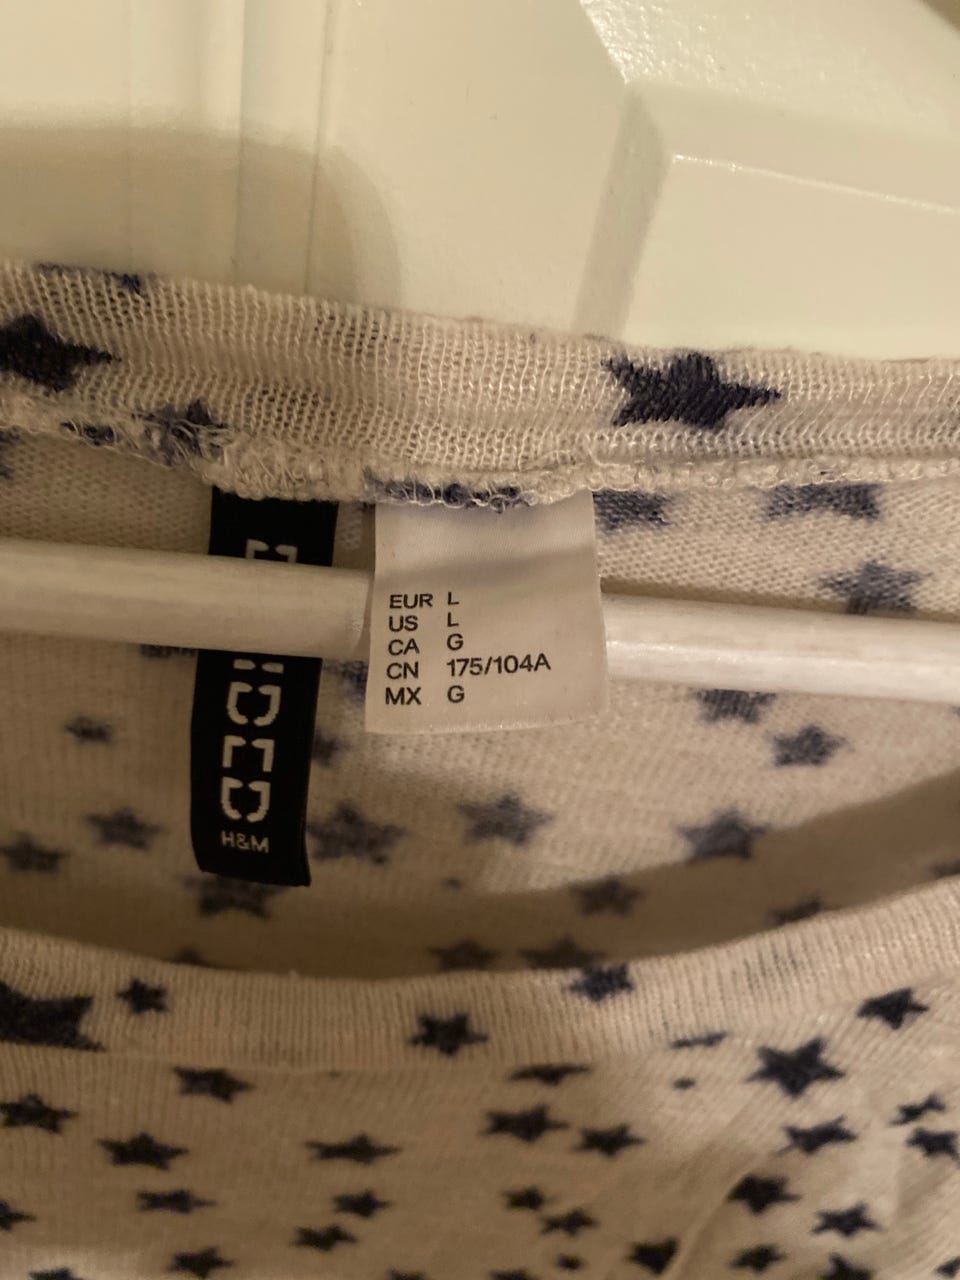 EUR L
US L
CA G
CN 175/104A
MX G
H&M